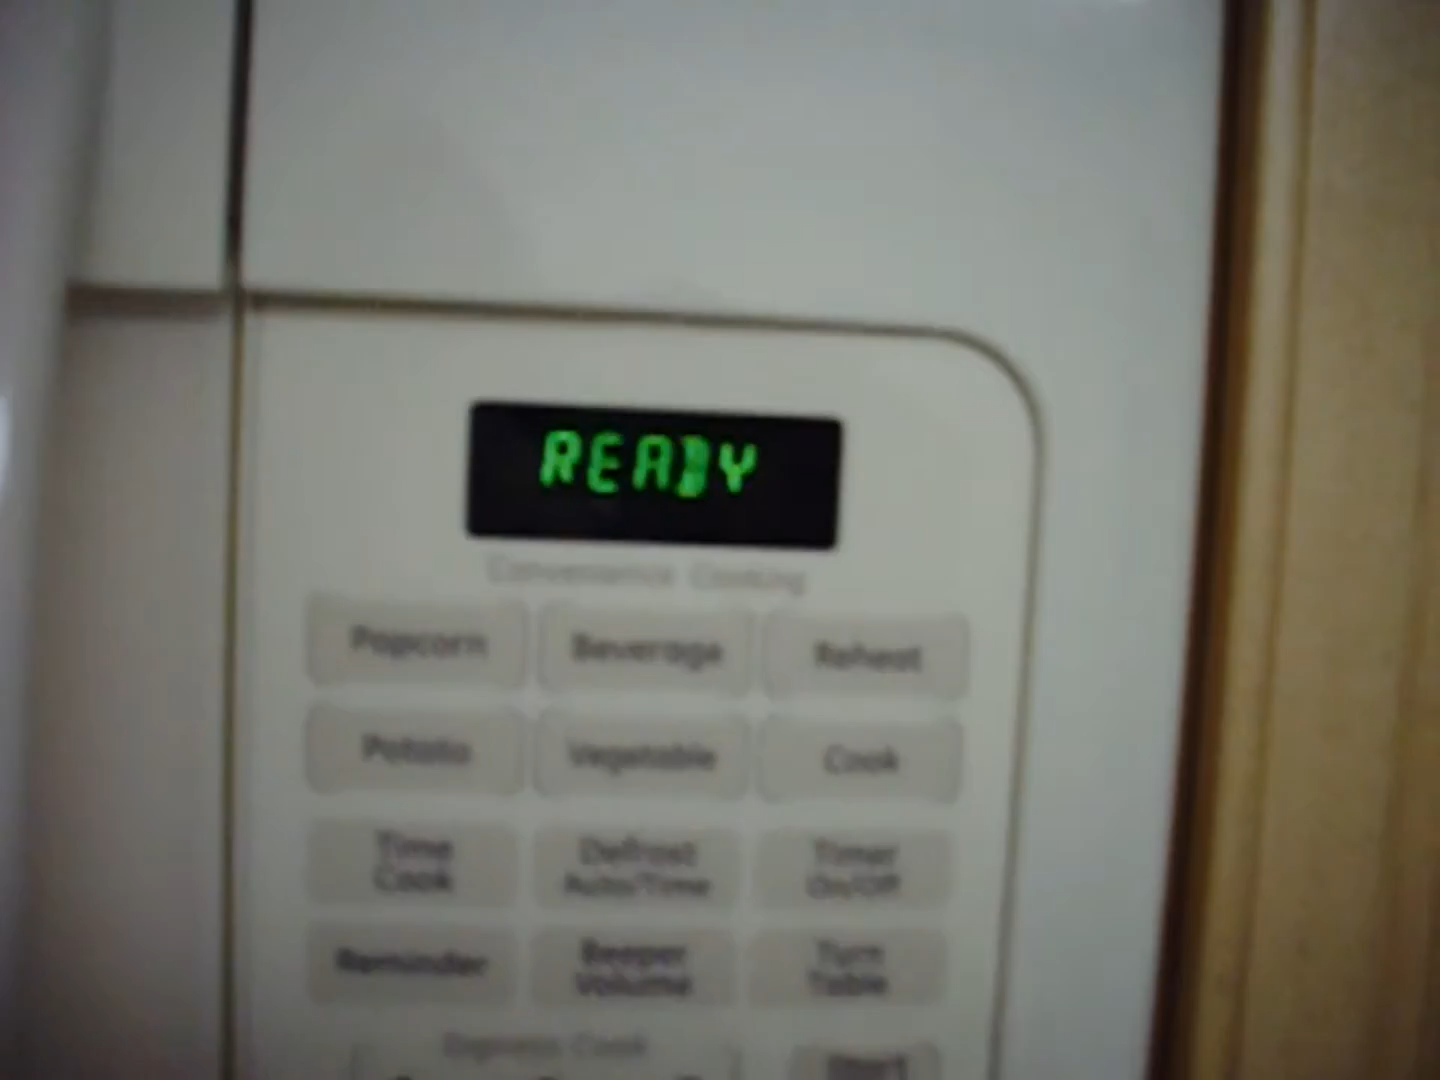 READY
Convenience Cooking
Popcorn Beverage Reheat
Potato Vegetable Cook
Time Cook
Defrost Auto/Time
Timer On/Off
Reminder
Beeper Volume
Turn Table
Express Cook